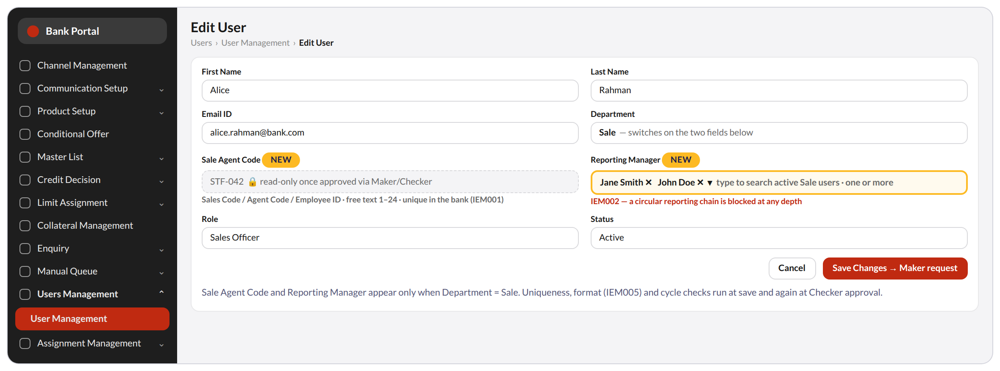 Bank Portal
Channel Management
Communication Setup
Product Setup
Conditional Offer
Master List
Credit Decision
Limit Assignment
Collateral Management
Enquiry
Manual Queue
Users Management
User Management
Assignment Management
Edit User
Users › User Management › Edit User
First Name
Alice
Last Name
Rahman
Email ID
alice.rahman@bank.com
Department
Sale — switches on the two fields below
Sale Agent Code NEW
STF-042 🔒 read-only once approved via Maker/Checker
Sales Code / Agent Code / Employee ID · free text 1–24 · unique in the bank (IEM001)
Reporting Manager NEW
Jane Smith ✕ John Doe ✕ ▾ type to search active Sale users · one or more
IEM002 — a circular reporting chain is blocked at any depth
Role
Sales Officer
Status
Active
Cancel
Save Changes → Maker request
Sale Agent Code and Reporting Manager appear only when Department = Sale. Uniqueness, format (IEM005) and cycle checks run at save and again at Checker approval.